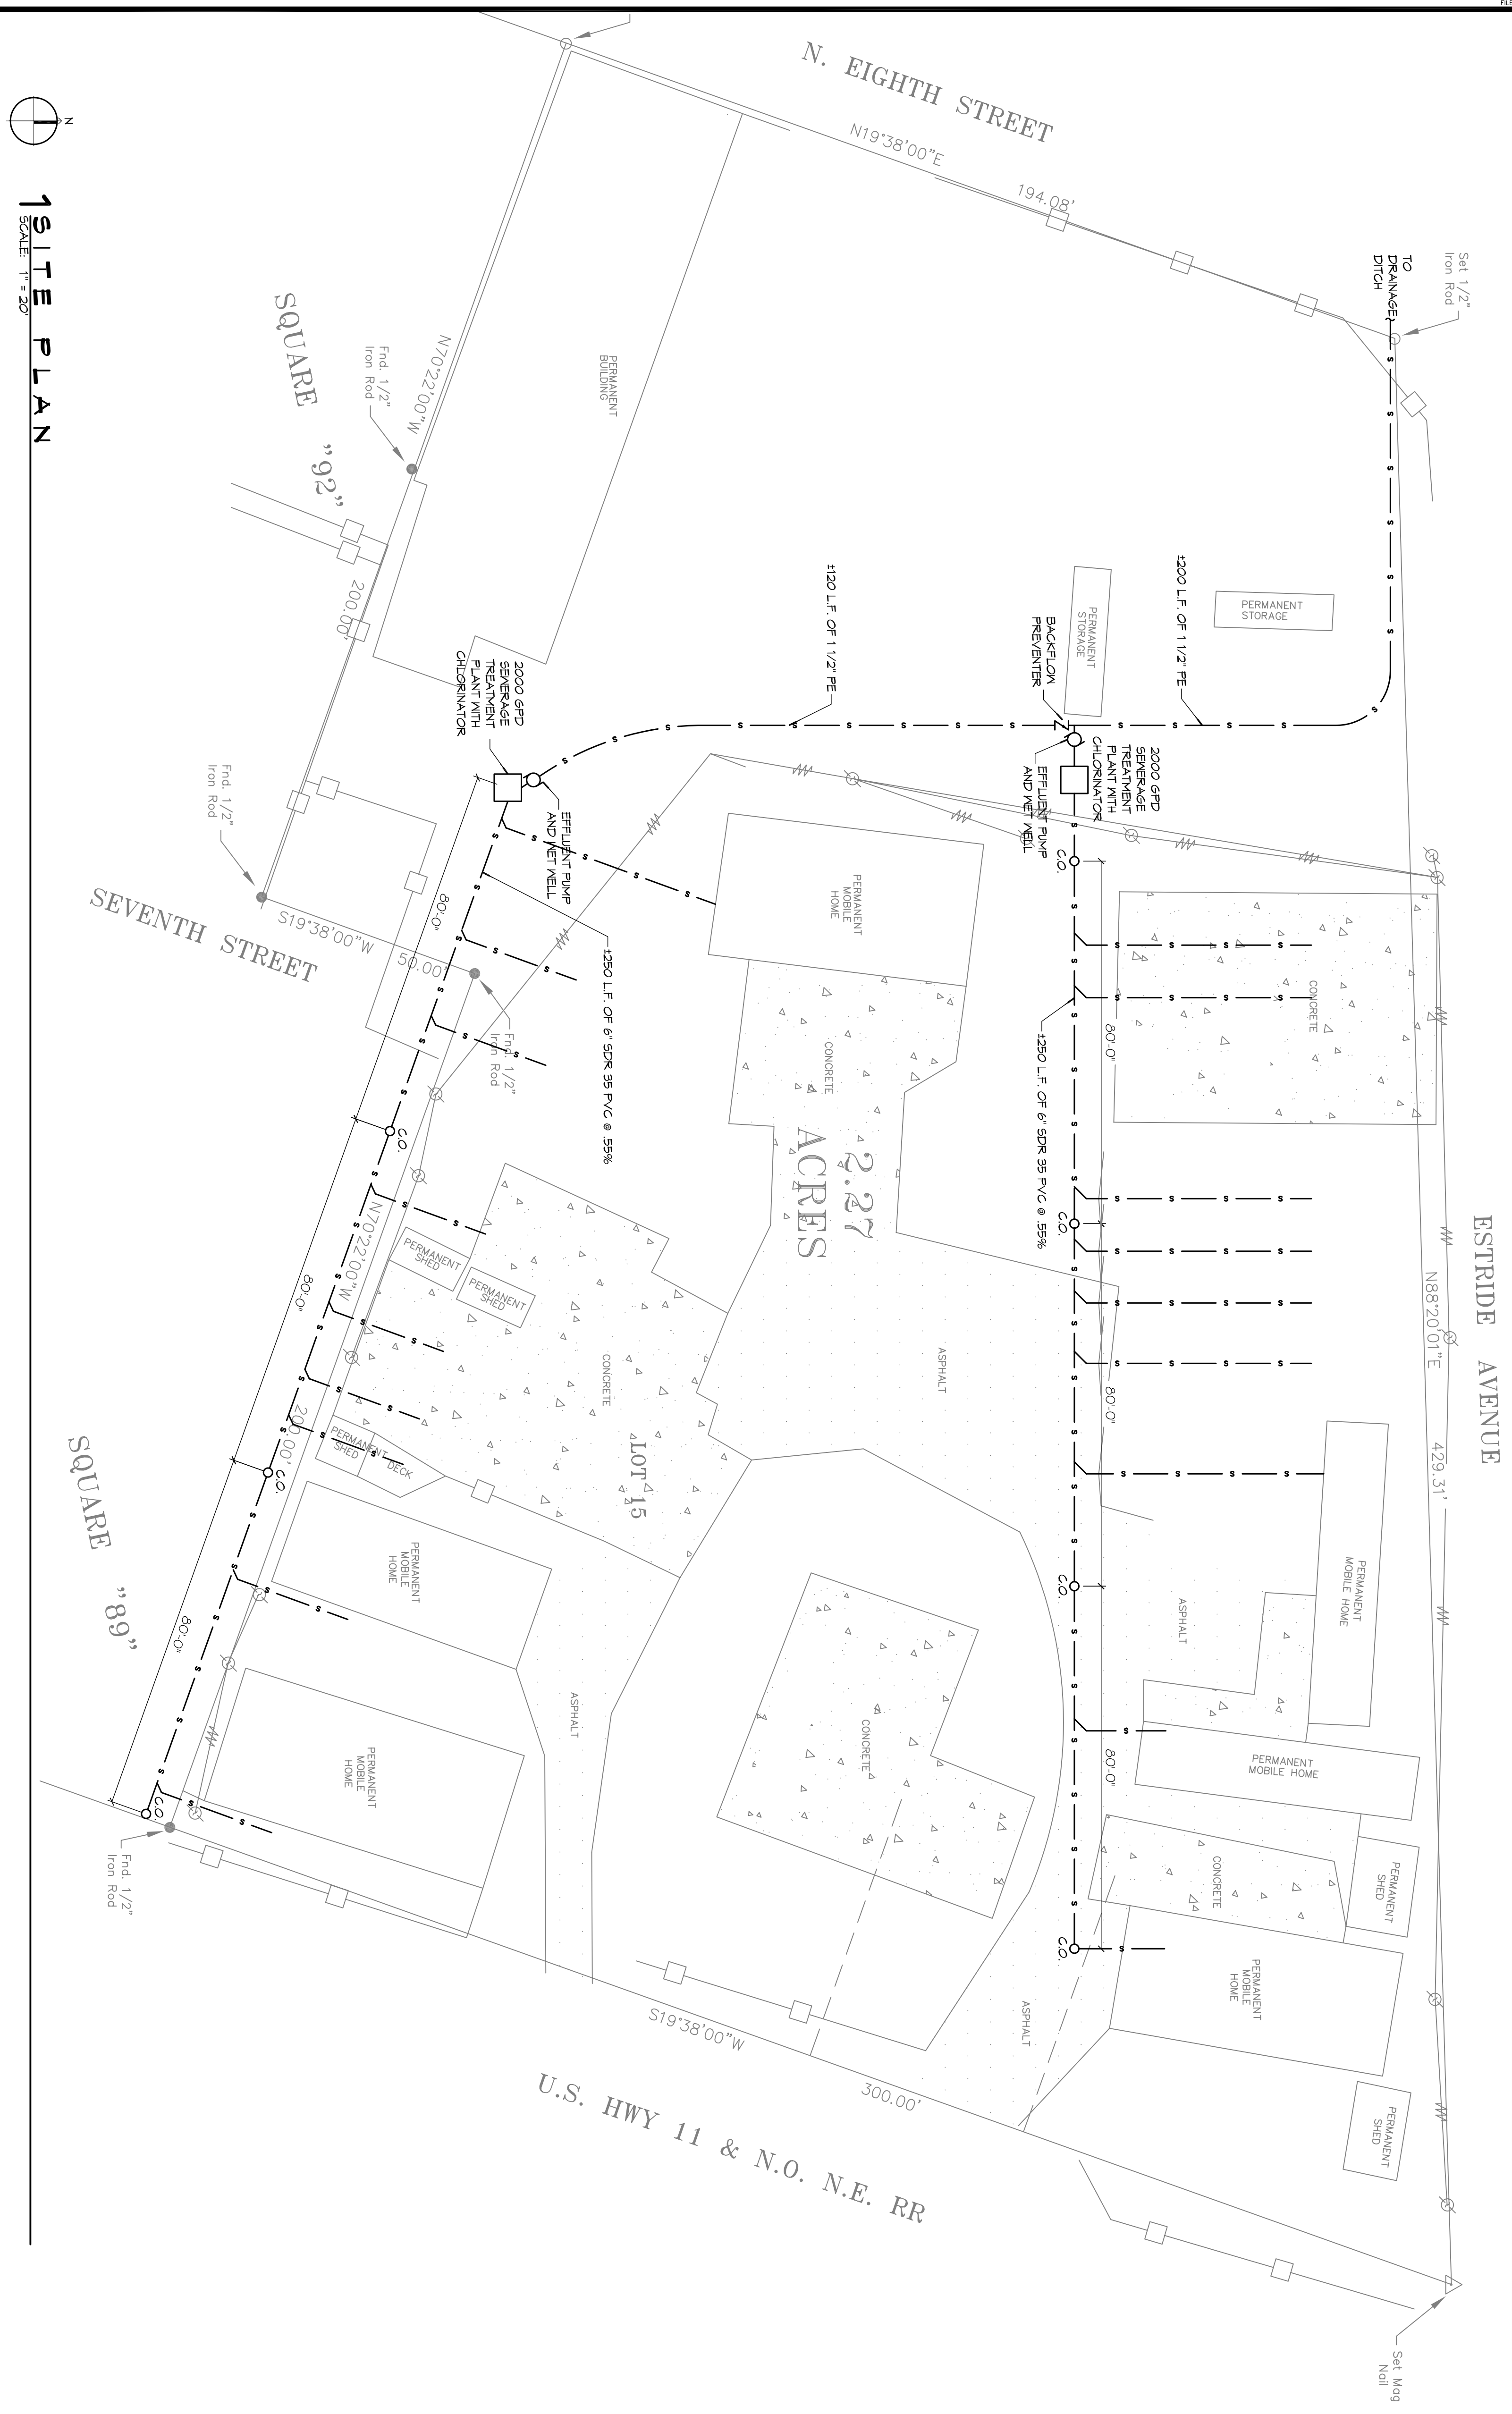 FILE
N. EIGHTH STREET
N19°38'00"E
194.08'
Set 1/2"
Iron Rod
TO
DRAINAGE
DITCH
N
1 SITE PLAN
SCALE: 1" = 20'
SQUARE "92"
N70°22'00"W
Fnd. 1/2"
Iron Rod
200.00'
PERMANENT
BUILDING
±120 L.F. OF 1 1/2" PE
BACKFLOW
PREVENTER
PERMANENT
STORAGE
±200 L.F. OF 1 1/2" PE
PERMANENT
STORAGE
2000 GPD
SEWERAGE
TREATMENT
PLANT WITH
CHLORINATOR
EFFLUENT PUMP
AND WET WELL
2000 GPD
SEWERAGE
TREATMENT
PLANT WITH
CHLORINATOR
EFFLUENT PUMP
AND WET WELL
C.O.
Fnd. 1/2"
Iron Rod
SEVENTH STREET
S19°38'00"W
50.00'
Fnd. 1/2"
Iron Rod
80'-0"
±250 L.F. OF 6" SDR 35 PVC @ .55%
PERMANENT
MOBILE
HOME
CONCRETE
2.27
ACRES
±250 L.F. OF 6" SDR 35 PVC @ .55%
80'-0"
CONCRETE
C.O.
C.O.
N70°22'00"W
200.00'
80'-0"
PERMANENT
SHED
PERMANENT
SHED
CONCRETE
LOT 15
PERMANENT
SHED
DECK
C.O.
ASPHALT
80'-0"
C.O.
ESTRIDE AVENUE
N88°20'01"E
429.31'
SQUARE "89"
80'-0"
C.O.
PERMANENT
MOBILE
HOME
PERMANENT
MOBILE
HOME
ASPHALT
CONCRETE
ASPHALT
PERMANENT
MOBILE HOME
80'-0"
PERMANENT
MOBILE HOME
CONCRETE
PERMANENT
SHED
C.O.
PERMANENT
MOBILE
HOME
ASPHALT
PERMANENT
SHED
Fnd. 1/2"
Iron Rod
S19°38'00"W
300.00'
U.S. HWY 11 & N.O. N.E. RR
Set Mag
Nail